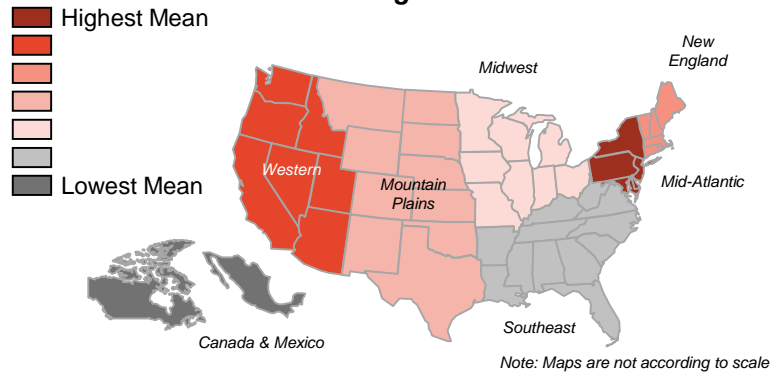 Highest Mean
New
England
Midwest
Western
Mountain
Plains
Lowest Mean
Mid-Atlantic
Southeast
Canada & Mexico
Note: Maps are not according to scale